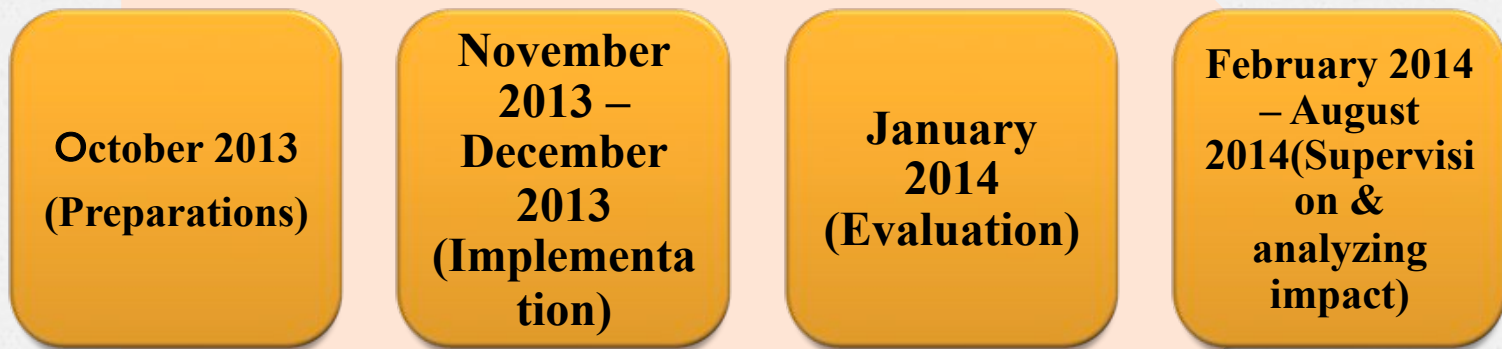 October 2013
(Preparations)
November
2013 –
December
2013
(Implementa
tion)
January
2014
(Evaluation)
February 2014
– August
2014(Supervisi
on &
analyzing
impact)